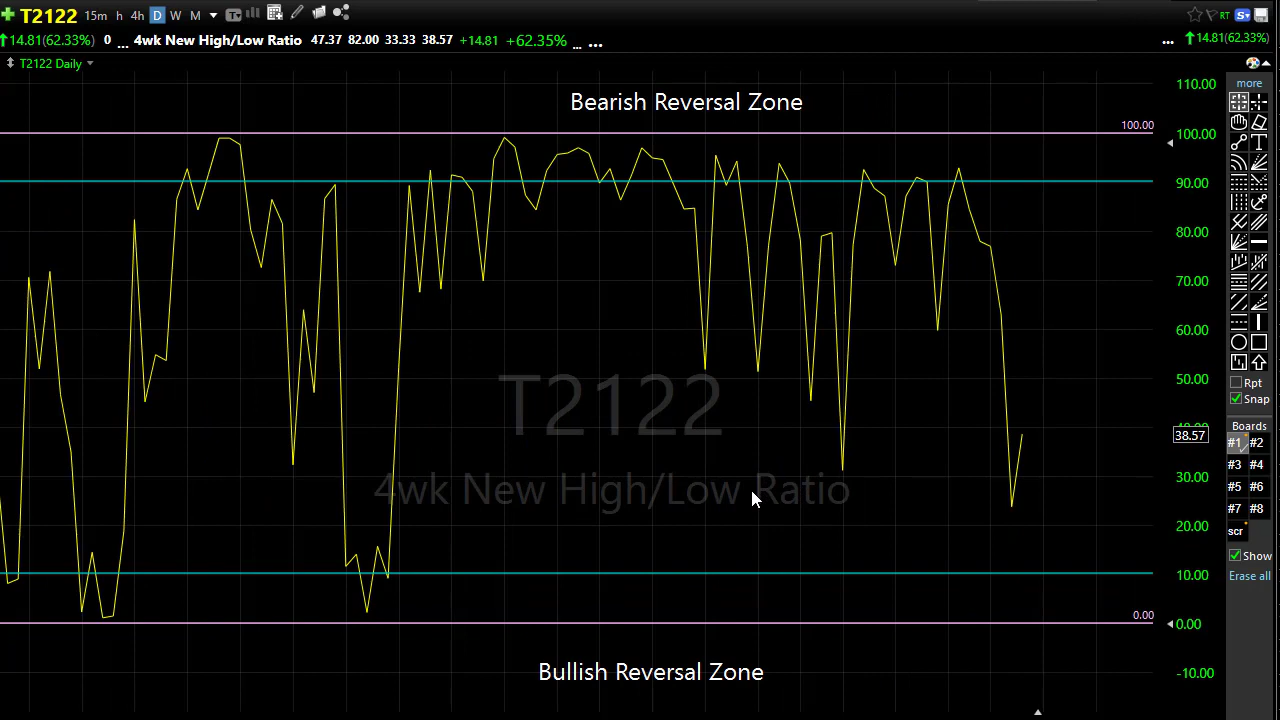 T2122 15m h 4h D W M T RT S
14.81(62.33%) 0 ... 4wk New High/Low Ratio 47.37 82.00 33.33 38.57 +14.81 +62.35% ... ... ... 14.81(62.33%)
T2122 Daily
more
110.00
Bearish Reversal Zone
100.00
100.00
90.00
80.00
70.00
60.00
50.00
T2122
38.57
4wk New High/Low Ratio
30.00
20.00
10.00
0.00
0.00
Bullish Reversal Zone
-10.00
T
Rpt
Snap
Boards
#1 #2
#3 #4
#5 #6
#7 #8
scr
Show
Erase all